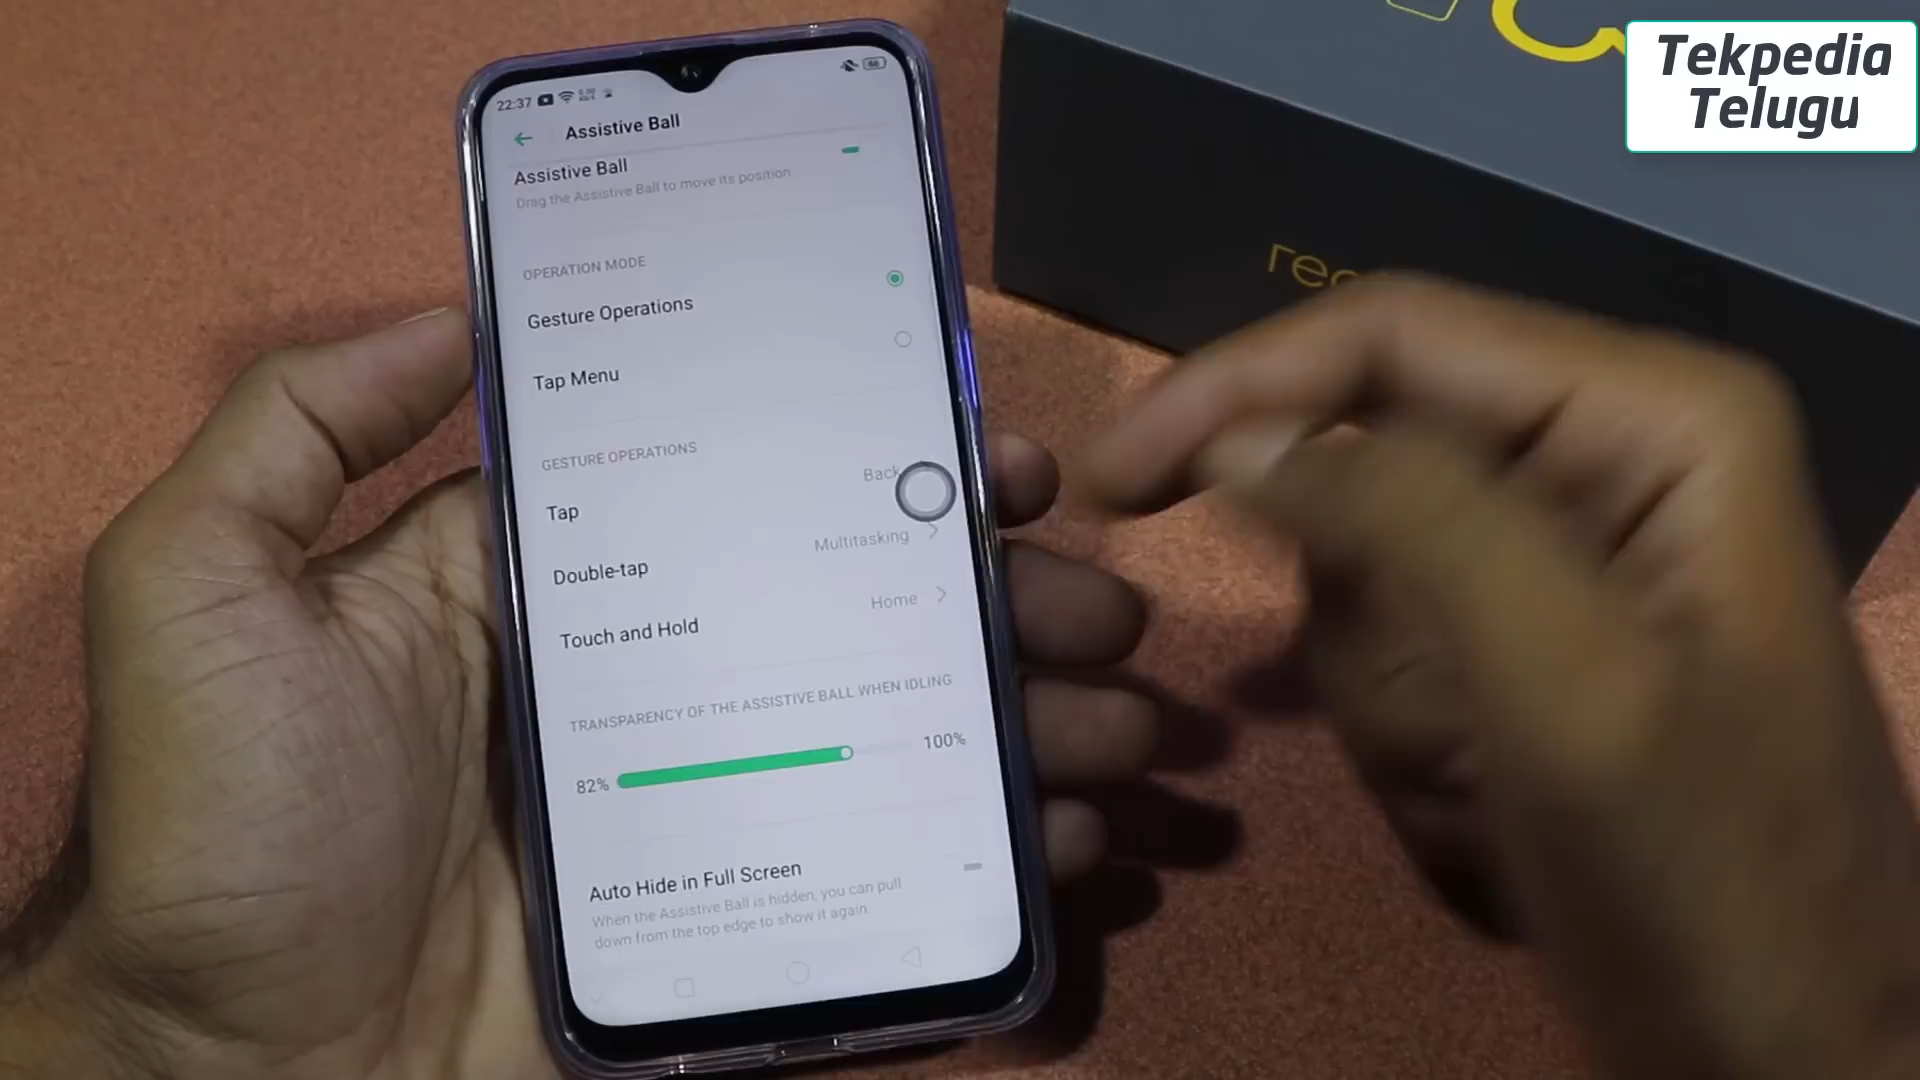 Tekpedia
Telugu
22:37
Assistive Ball
Assistive Ball
Drag the Assistive Ball to move its position
OPERATION MODE
Gesture Operations
Tap Menu
GESTURE OPERATIONS
Tap Back
Double-tap Multitasking
Touch and Hold Home
TRANSPARENCY OF THE ASSISTIVE BALL WHEN IDLING
82% 100%
Auto Hide in Full Screen
When the Assistive Ball is hidden, you can pull
down from the top edge to show it again.